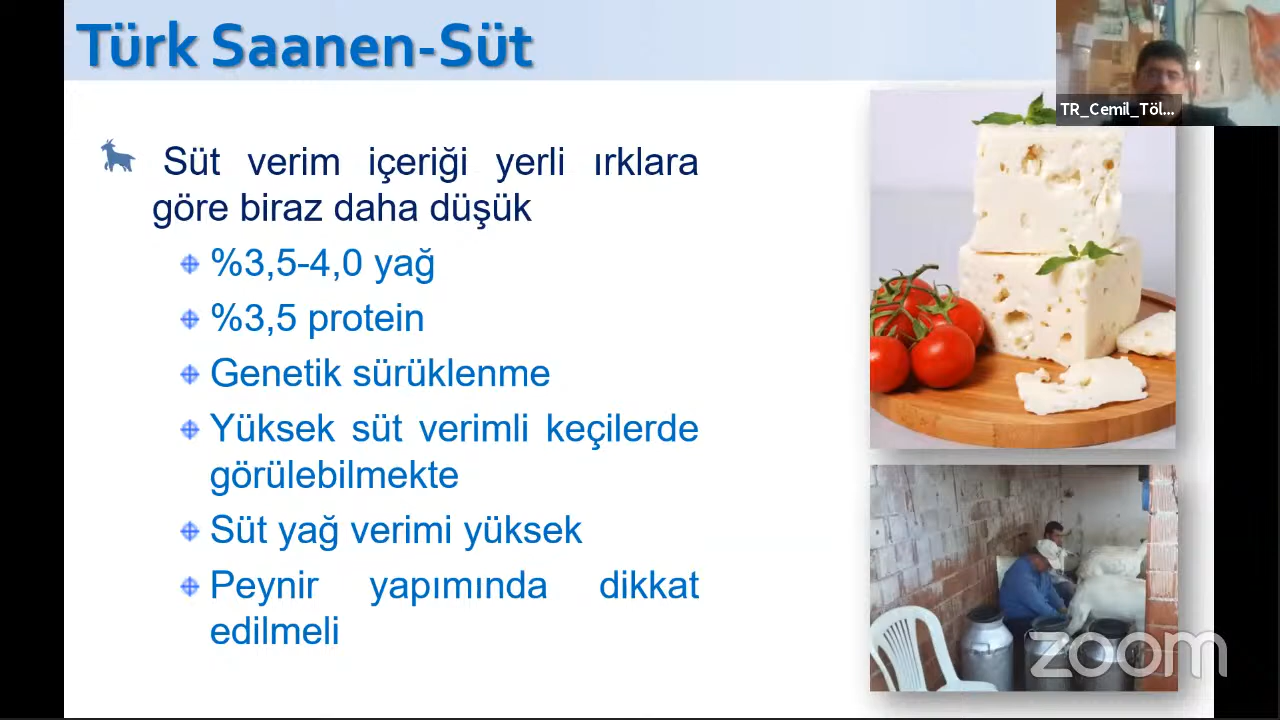 Türk Saanen-Süt
TR_Cemil_Töl...
Süt verim içeriği yerli ırklara
göre biraz daha düşük
%3,5-4,0 yağ
%3,5 protein
Genetik sürüklenme
Yüksek süt verimli keçilerde
görülebilmekte
Süt yağ verimi yüksek
Peynir yapımında dikkat
edilmeli
zoom